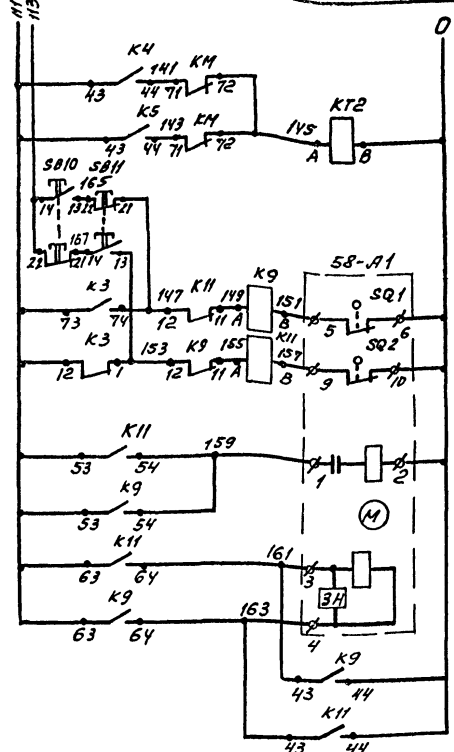 111 113 0
K4 141 KM
43 44 71 72
K5 143 KM 145 KT2
43 44 71 72 A B
SB10 165 SB11
14 13 22 21
167
22 21 14 13
58-A1
K3 147 K11 149 K9 151 SQ1
73 74 12 11 A B 5 6
K3 153 K9 155 K11 157 SQ2
12 1 12 11 A B 9 10
K11 159
53 54 1 2
K9
53 54
M
K11 161
63 64 3
ЗН
K9 163
63 64 4
K9
43 44
K11
43 44